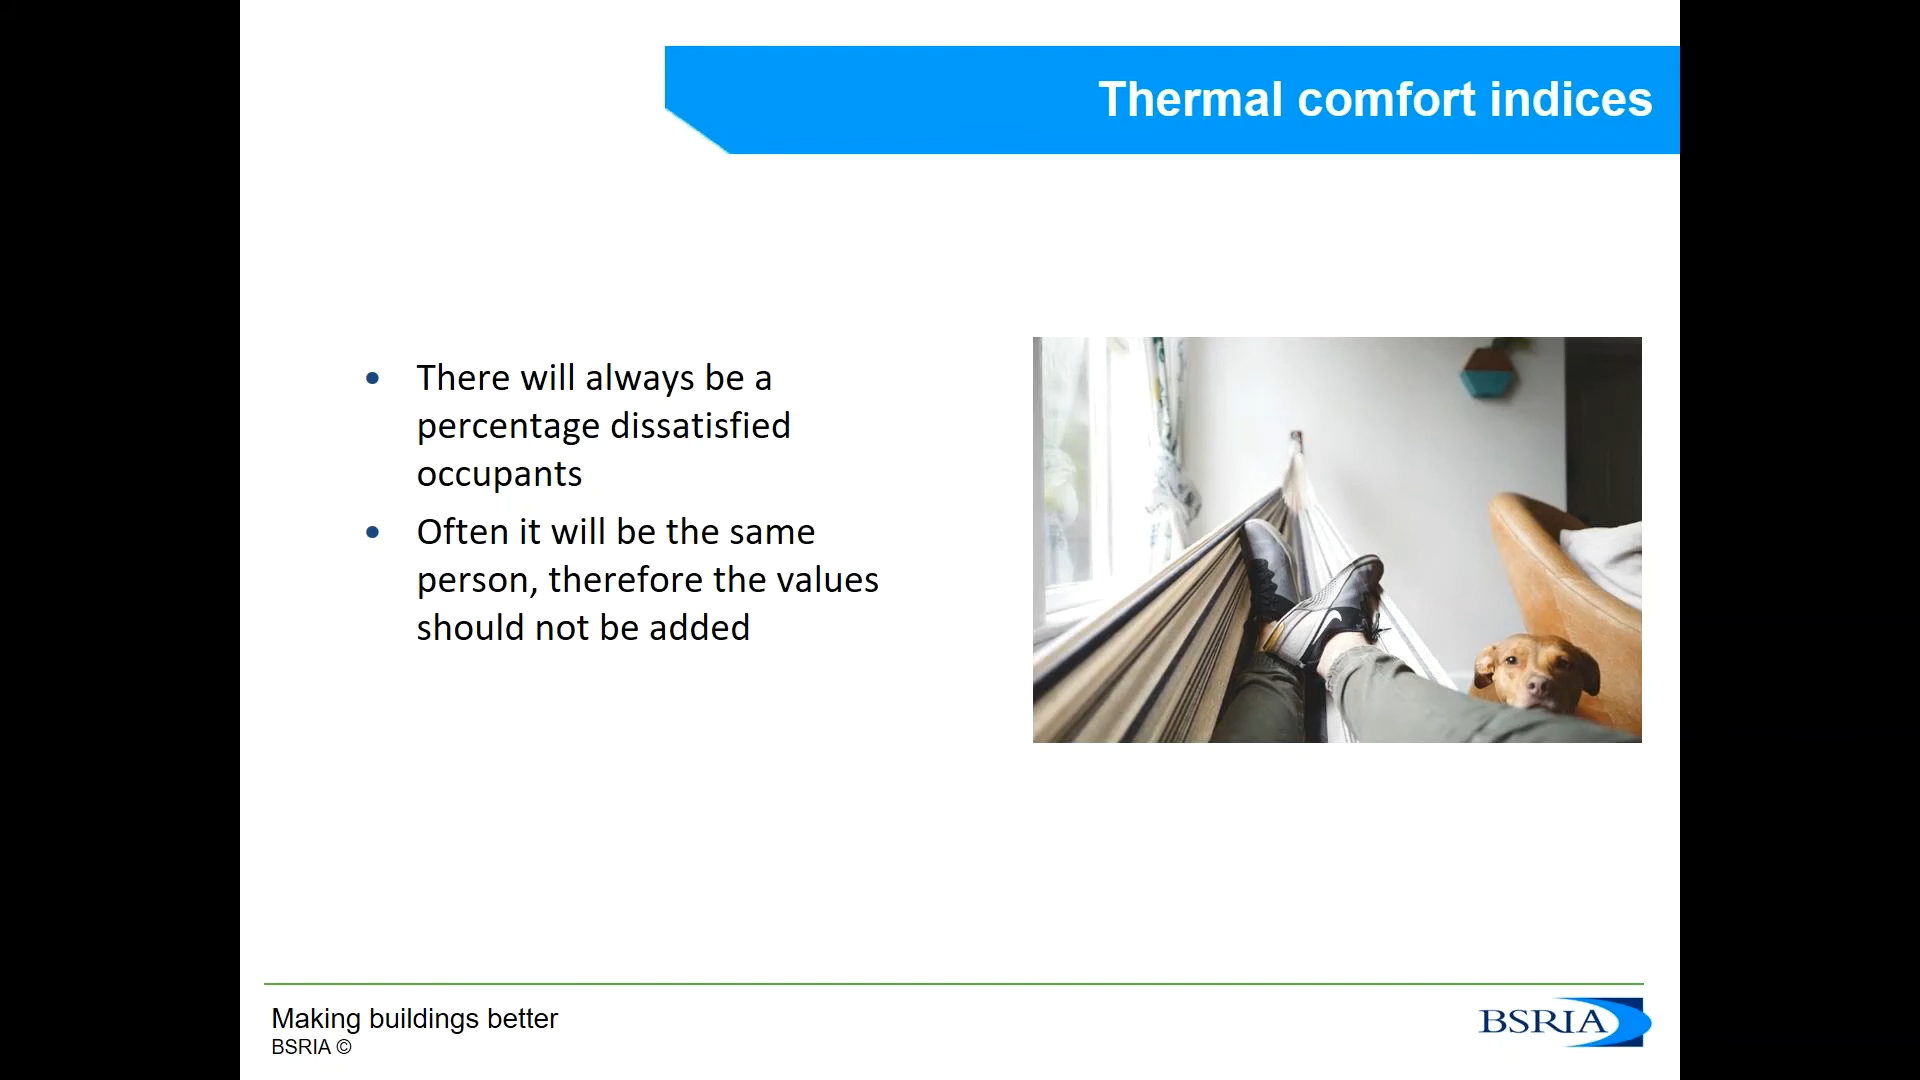 Thermal comfort indices
There will always be a
percentage dissatisfied
occupants
Often it will be the same
person, therefore the values
should not be added
Making buildings better
BSRIA ©
BSRIA